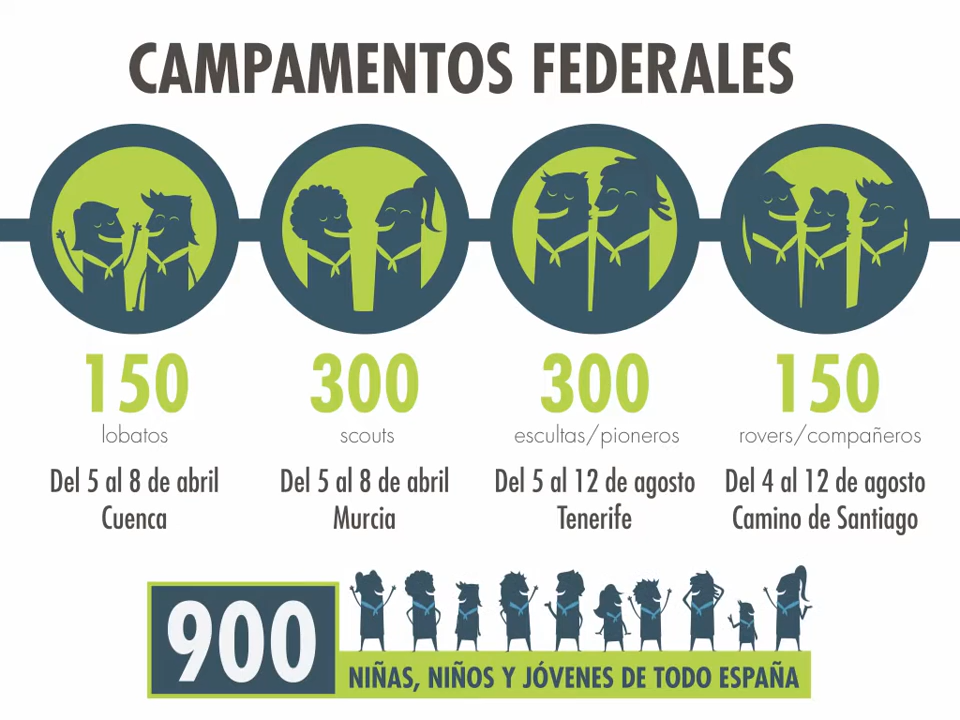 CAMPAMENTOS FEDERALES
150
lobatos
Del 5 al 8 de abril
Cuenca
300
scouts
Del 5 al 8 de abril
Murcia
300
escultas/pioneros
Del 5 al 12 de agosto
Tenerife
150
rovers/compañeros
Del 4 al 12 de agosto
Camino de Santiago
900
NIÑAS, NIÑOS Y JÓVENES DE TODO ESPAÑA